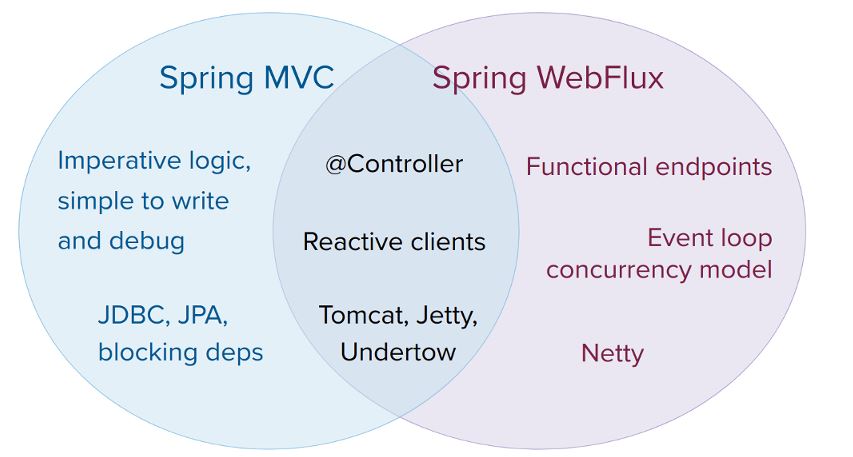 Spring MVC
Imperative logic,
simple to write
and debug
JDBC, JPA,
blocking deps
@Controller
Reactive clients
Tomcat, Jetty,
Undertow
Spring WebFlux
Functional endpoints
Event loop
concurrency model
Netty